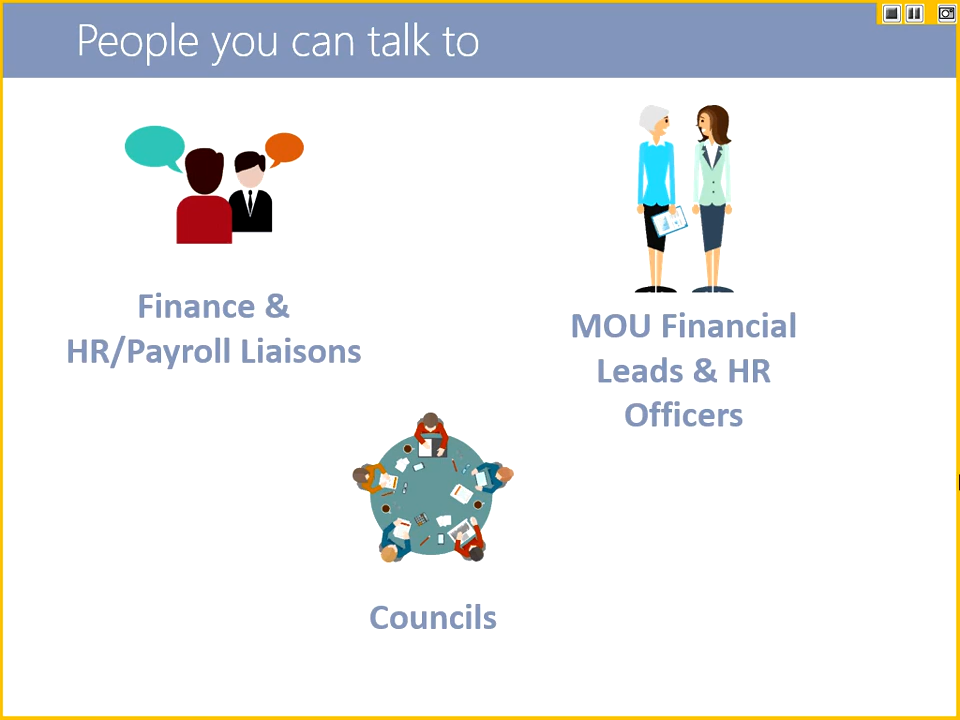 People you can talk to
Finance &
HR/Payroll Liaisons
MOU Financial
Leads & HR
Officers
Councils